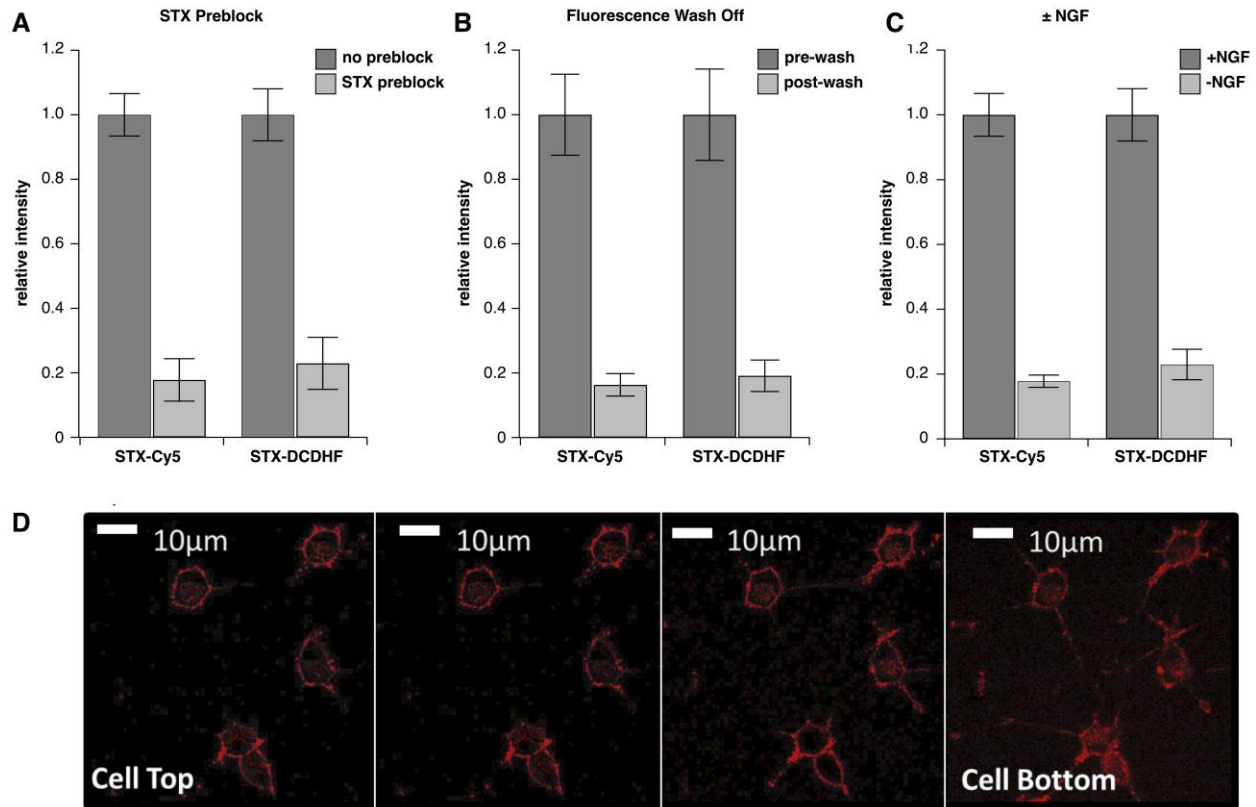 A
STX Preblock
relative intensity
1.2
1.0
0.8
0.6
0.4
0.2
0
no preblock
STX preblock
STX-Cy5
STX-DCDHF
B
Fluorescence Wash Off
relative intensity
1.2
1.0
0.8
0.6
0.4
0.2
0
pre-wash
post-wash
STX-Cy5
STX-DCDHF
C
± NGF
relative intensity
1.2
1.0
0.8
0.6
0.4
0.2
0
+NGF
-NGF
STX-Cy5
STX-DCDHF
D
10µm
10µm
10µm
10µm
Cell Top
Cell Bottom